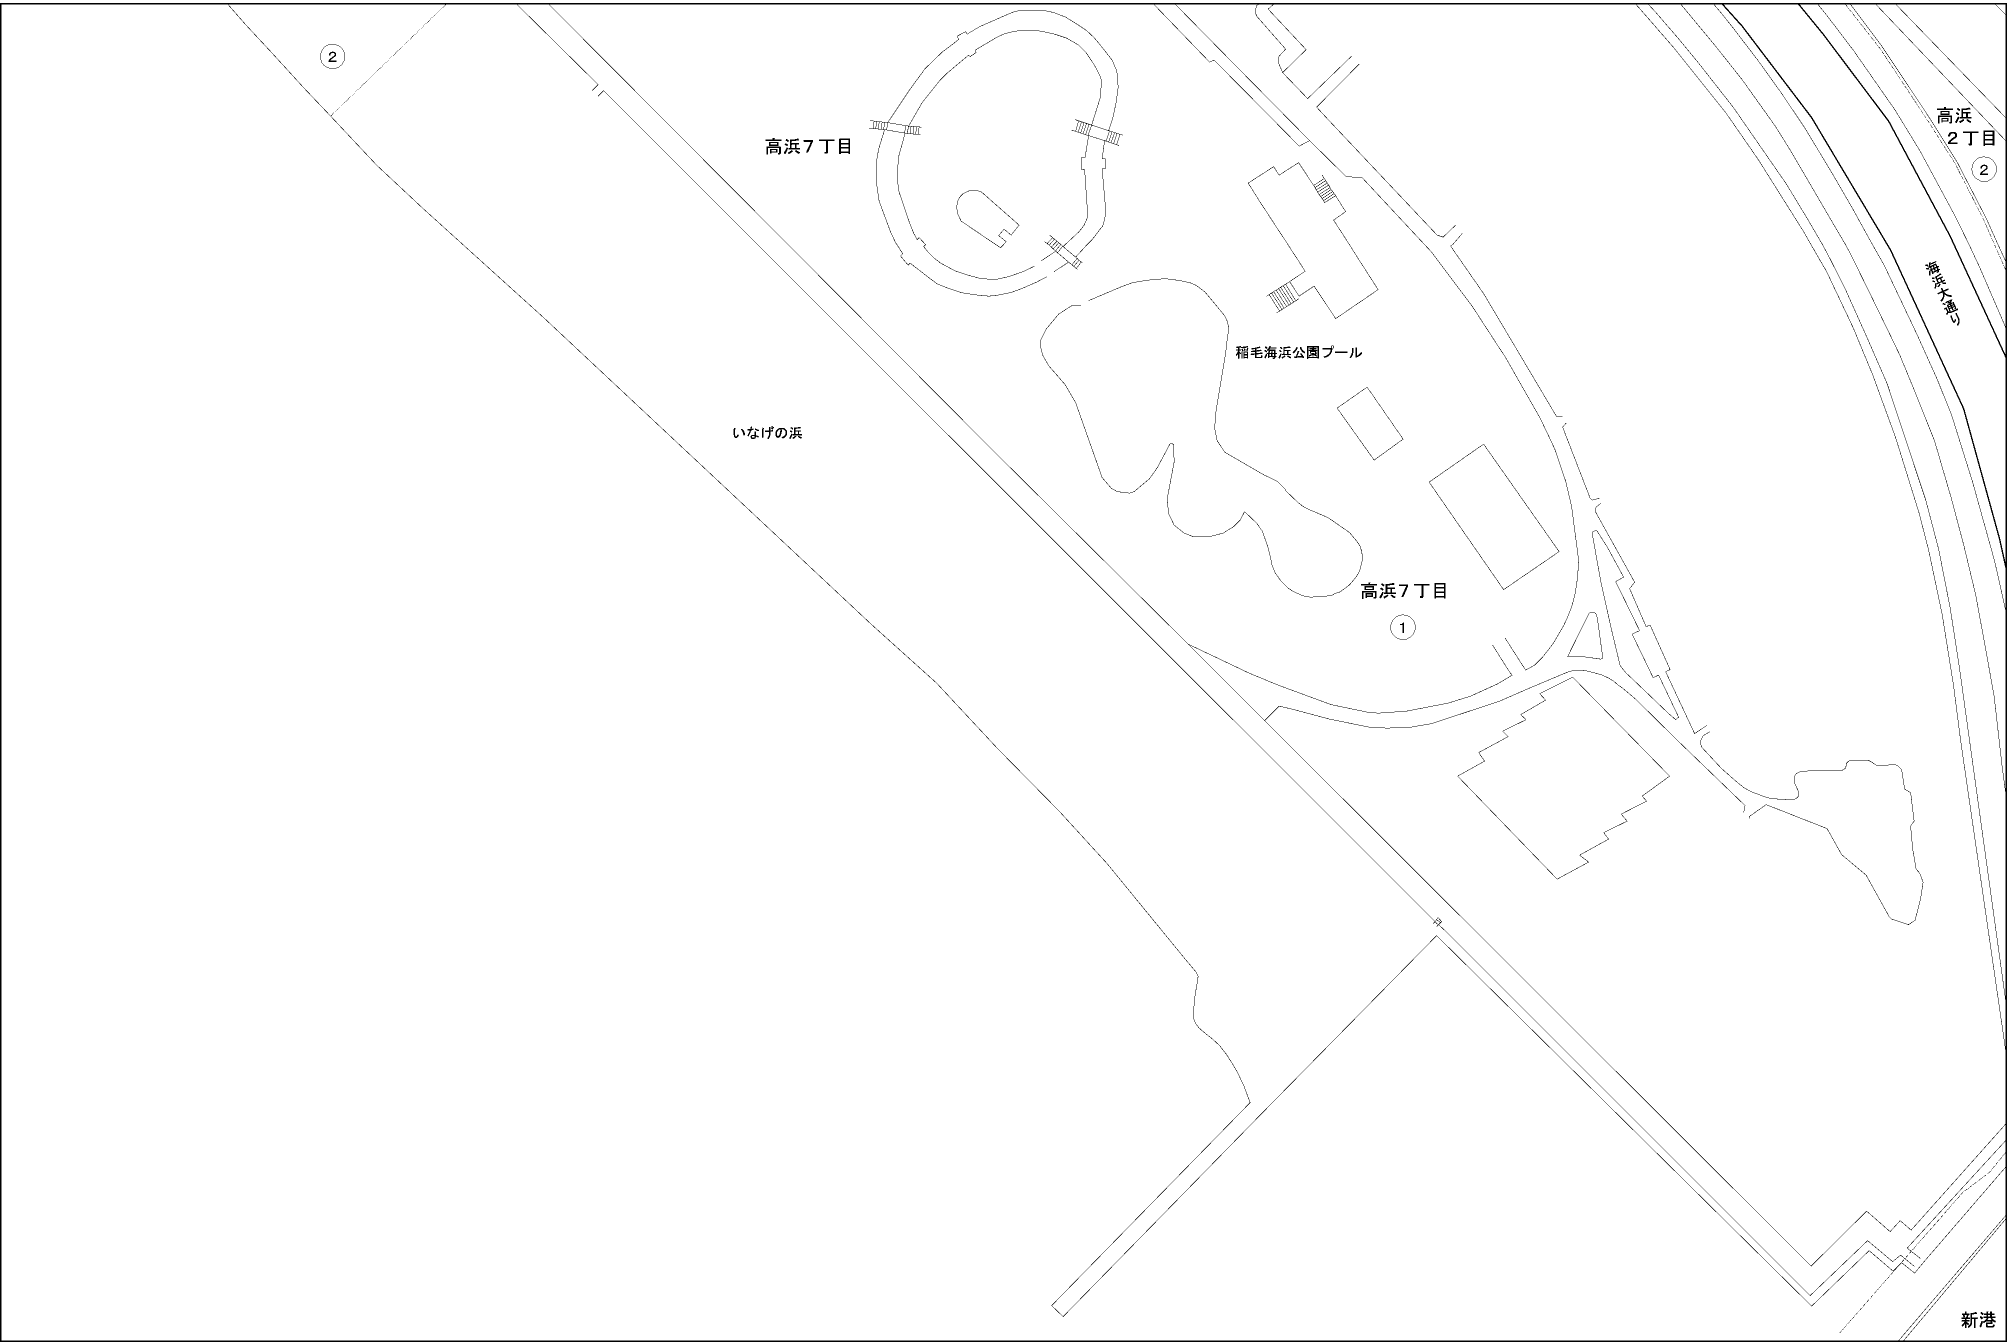 ②
高浜
2丁目
②
高浜7丁目
海浜大通り
稲毛海浜公園プール
いなげの浜
高浜7丁目
①
新港